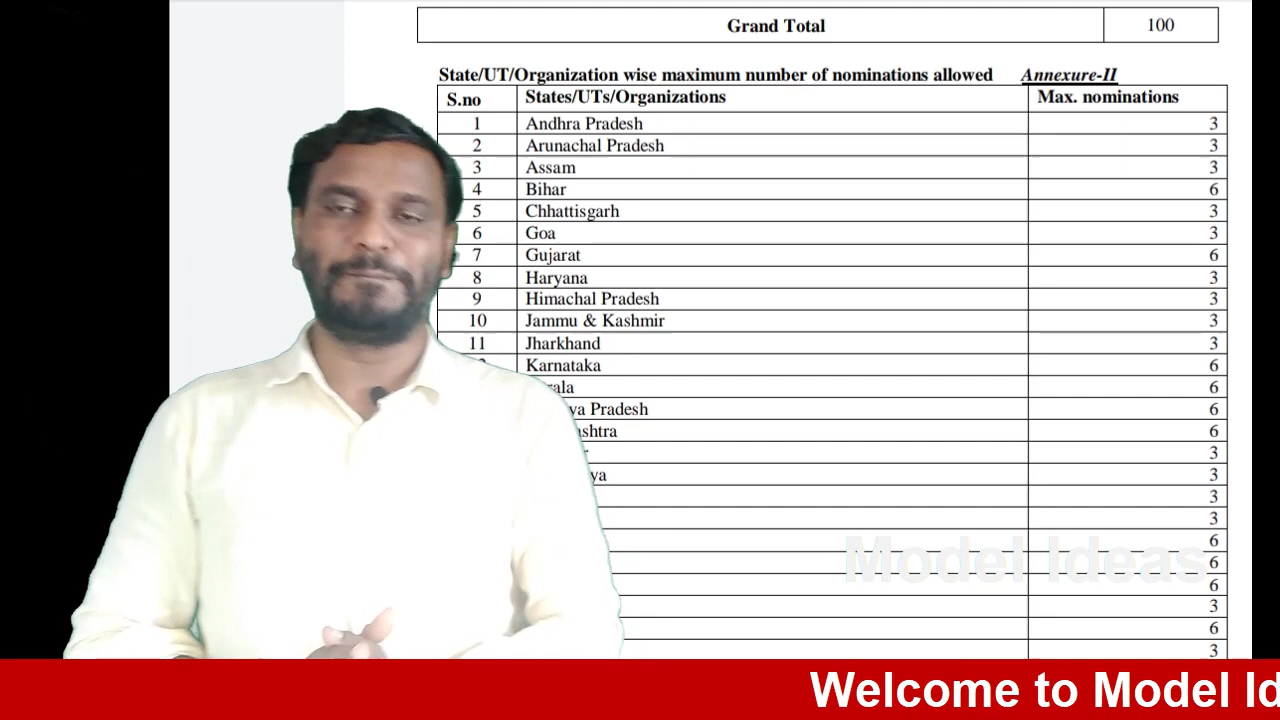 Grand Total 100
State/UT/Organization wise maximum number of nominations allowed Annexure-II
S.no States/UTs/Organizations Max. nominations
1 Andhra Pradesh 3
2 Arunachal Pradesh 3
3 Assam 3
4 Bihar 6
5 Chhattisgarh 3
6 Goa 3
7 Gujarat 6
8 Haryana 3
9 Himachal Pradesh 3
10 Jammu & Kashmir 3
11 Jharkhand 3
Karnataka 6
6
Pradesh 6
6
3
3
3
3
6
6
Model Ideas
6
3
6
3
Welcome to Model Id